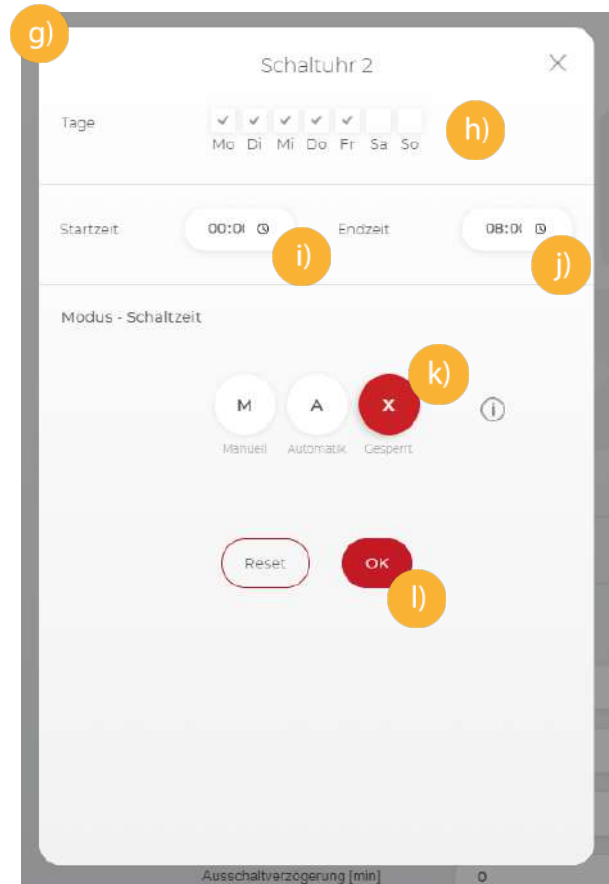 g)
Schaltuhr 2
Tage
Mo Di Mi Do Fr Sa So
h)
Startzeit 00:0 Endzeit 08:0
i)
j)
Modus - Schaltzeit
k)
M A X
Manuell Automatik Gesperrt
Reset OK
l)
Ausschaltverzögerung [min] 0